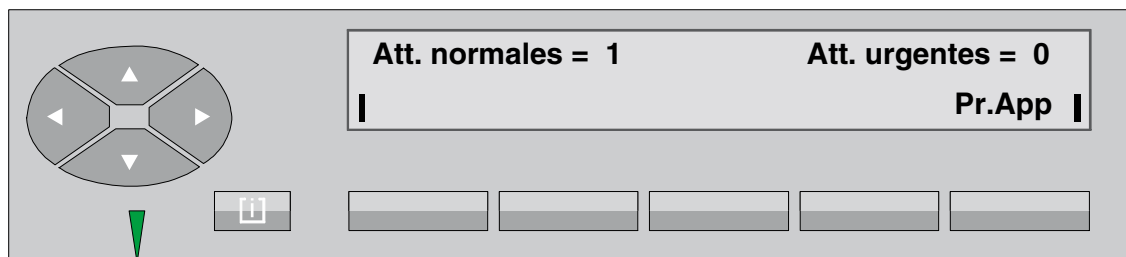 Att. normales = 1 Att. urgentes = 0
Pr.App
[i]